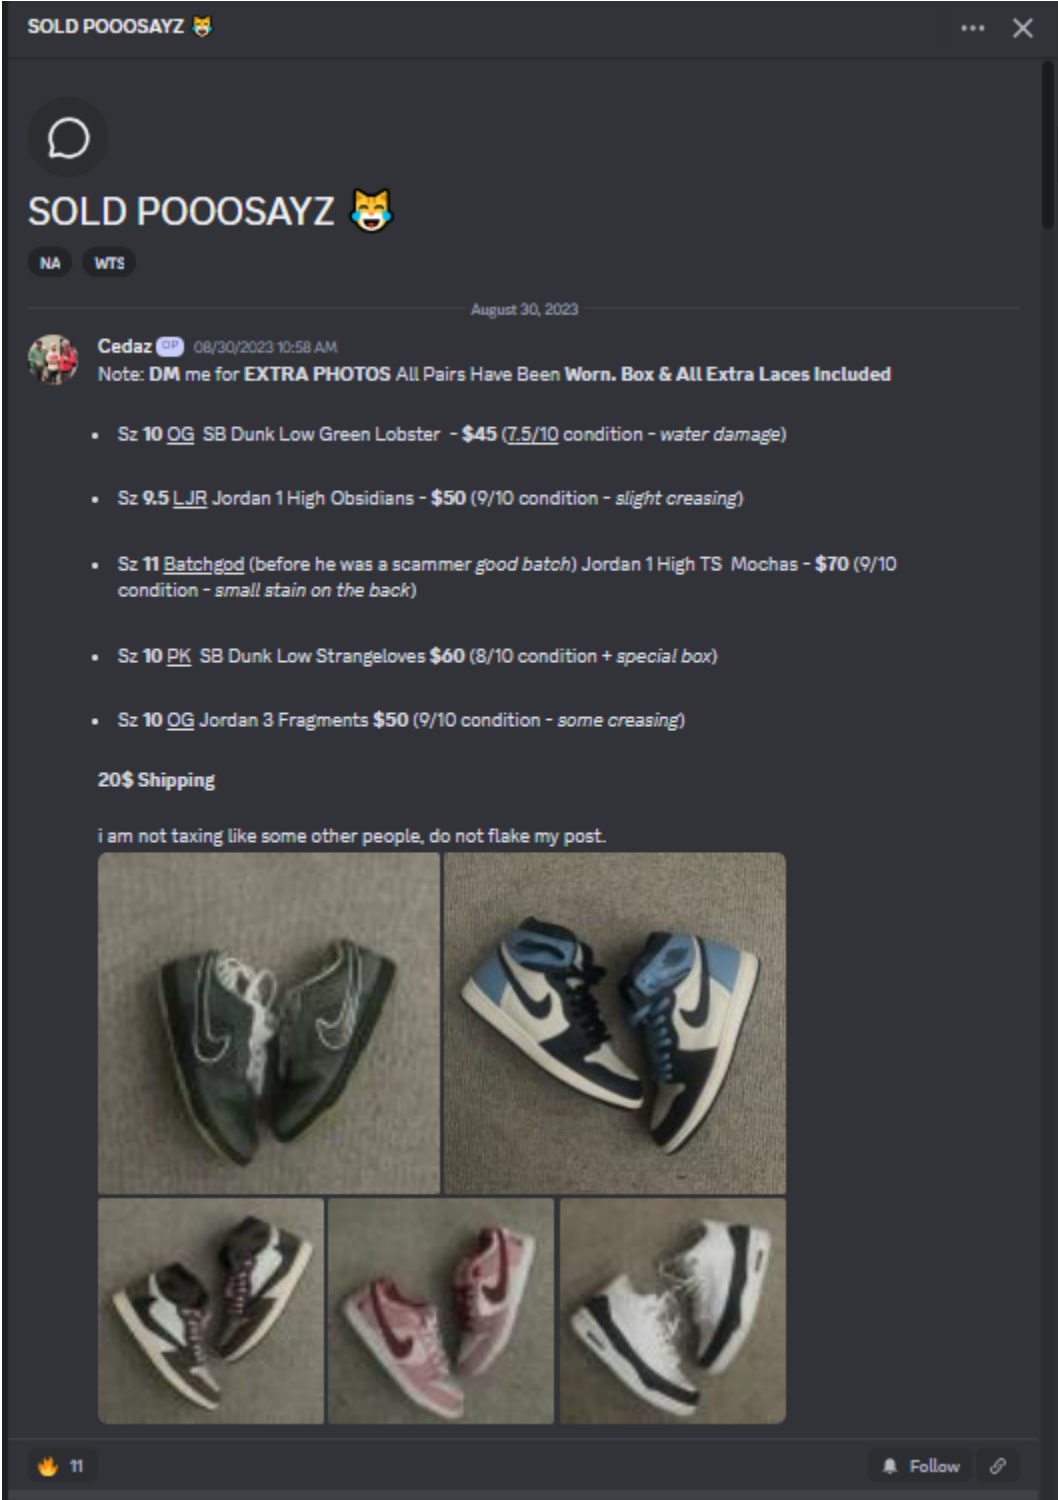 SOLD POOOSAYZ 😹
SOLD POOOSAYZ 😹
NA WTS
August 30, 2023
Cedaz OP 08/30/2023 10:58 AM
Note: DM me for EXTRA PHOTOS All Pairs Have Been Worn. Box & All Extra Laces Included
• Sz 10 OG SB Dunk Low Green Lobster - $45 (7.5/10 condition - water damage)
• Sz 9.5 LJR Jordan 1 High Obsidians - $50 (9/10 condition - slight creasing)
• Sz 11 Batchgod (before he was a scammer good batch) Jordan 1 High TS Mochas - $70 (9/10
condition - small stain on the back)
• Sz 10 PK SB Dunk Low Strangeloves $60 (8/10 condition + special box)
• Sz 10 OG Jordan 3 Fragments $50 (9/10 condition - some creasing)
20$ Shipping
i am not taxing like some other people, do not flake my post.
🔥 11 Follow